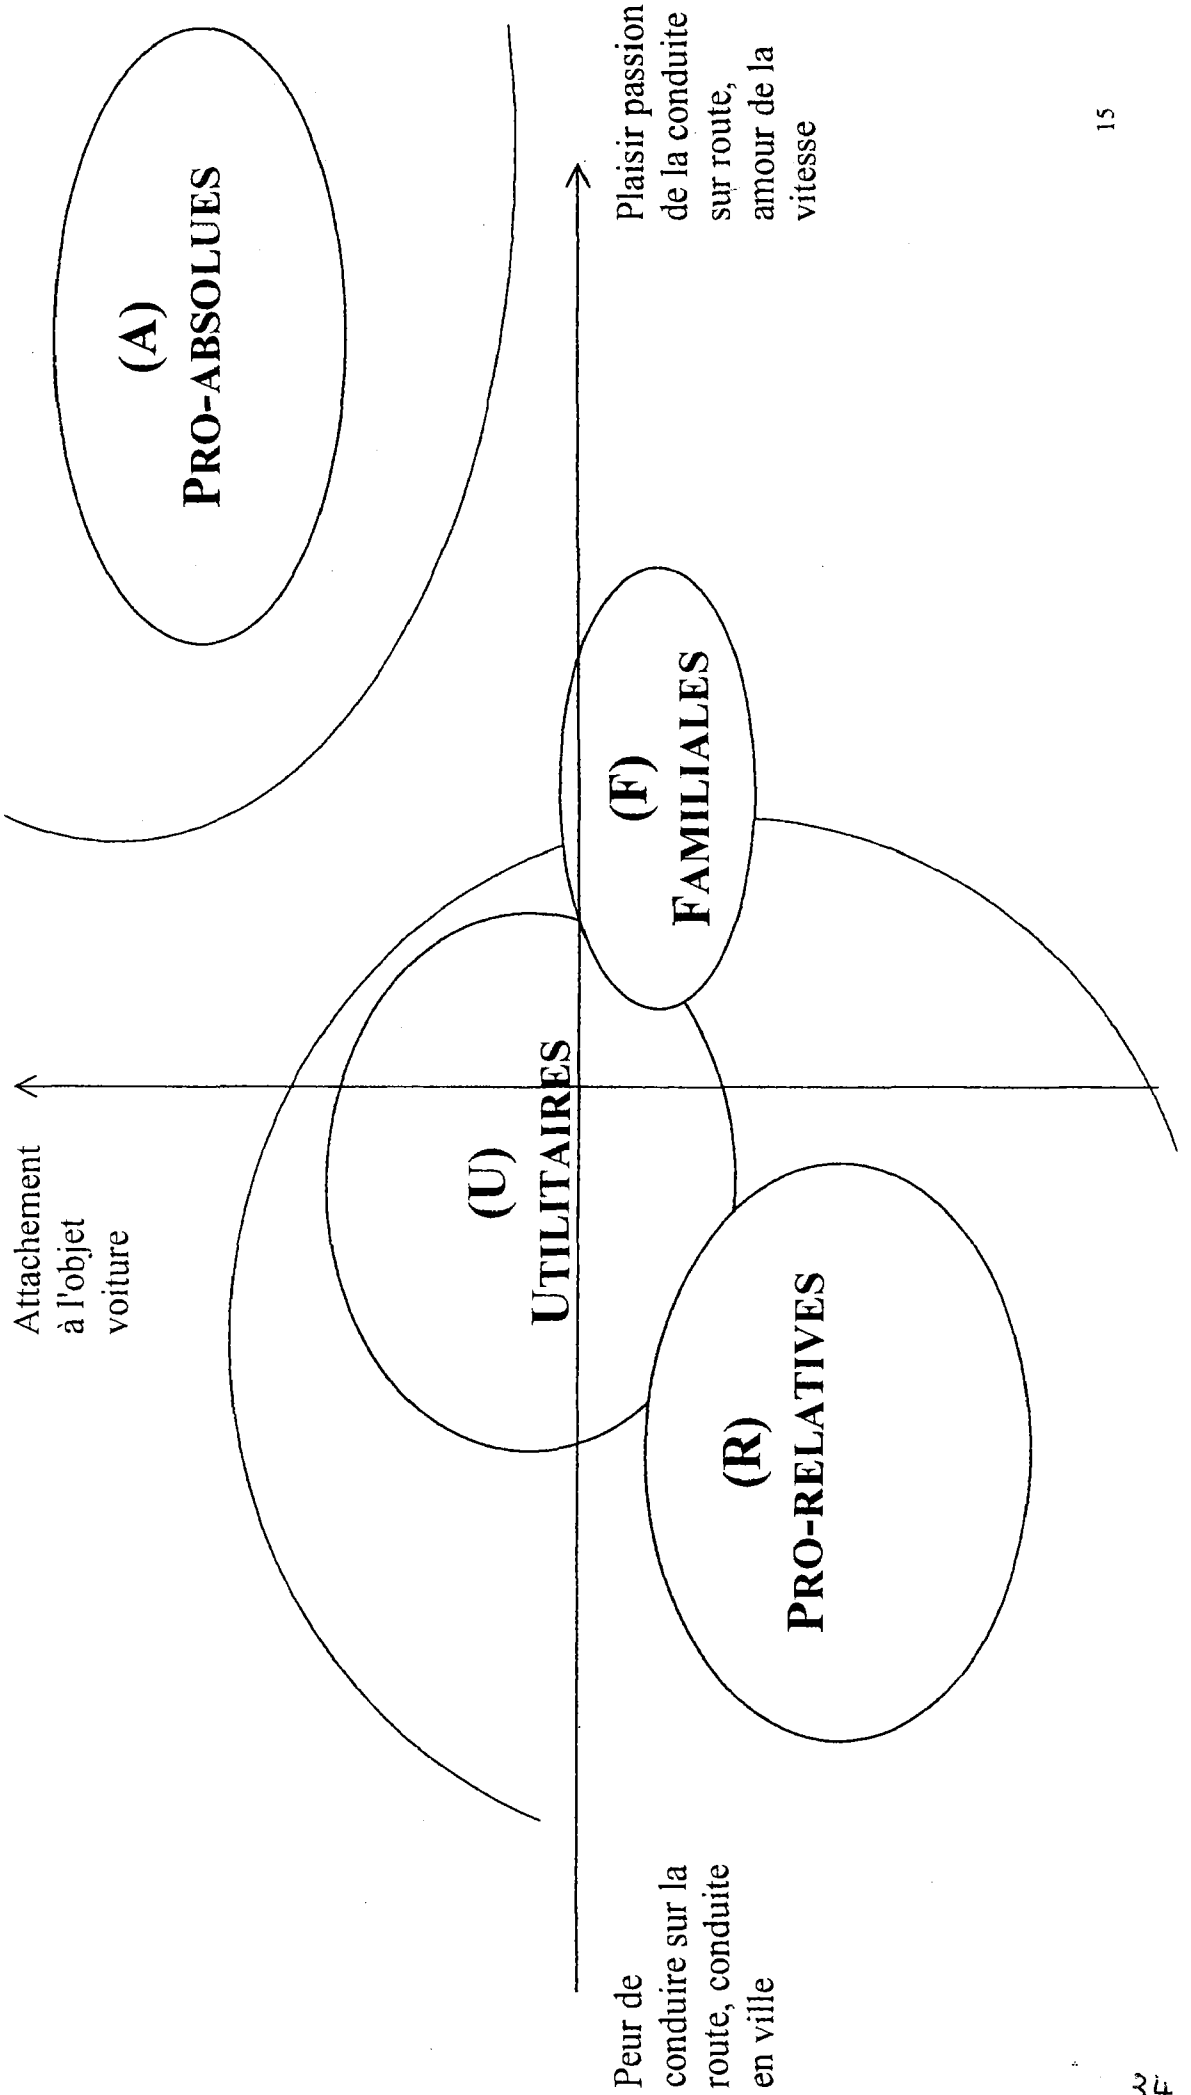 Attachement
à l'objet
voiture
(A)
PRO-ABSOLUES
(U)
UTILITAIRES
(F)
FAMILIALES
(R)
PRO-RELATIVES
Peur de
conduire sur la
route, conduite
en ville
Plaisir passion
de la conduite
sur route,
amour de la
vitesse
15
34